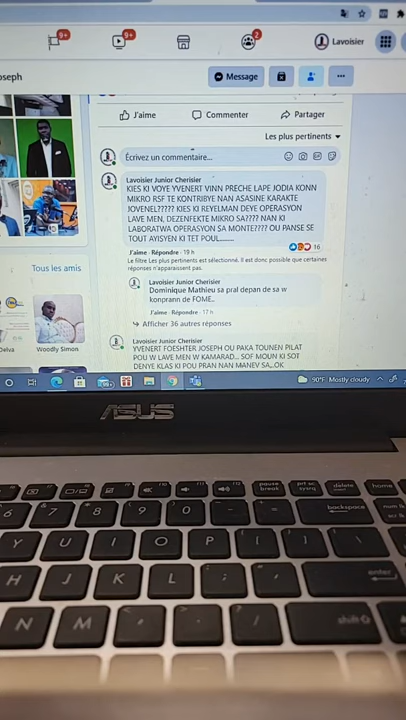 9+
9+
2
Lavoisier
oseph
Message
J'aime
Commenter
Partager
Les plus pertinents
Écrivez un commentaire...
Lavoisier Junior Cherisier
KIES KI VOYE YVENERT VINN PRECHE LAPE JODIA KONN
MIKRO RSF TE KONTRIBYE NAN ASASINE KARAKTE
JOVENEL????? KIES KI REYELMAN DEYE OPERASYON
LAVE MEN, DEZENFEKTE MIKRO SA???? NAN KI
LABORATWA OPERASYON SA MONTE???? OU PANSE SE
TOUT AYISYEN KI TET POUL.........
16
J'aime · Répondre · 19 h
Le filtre Les plus pertinents est sélectionné. Il est donc possible que certaines
réponses n'apparaissent pas.
Lavoisier Junior Cherisier
Dominique Mathieu sa pral depan de sa w
konprann de FOME..
J'aime · Répondre · 17 h
Afficher 36 autres réponses
Lavoisier Junior Cherisier
YVENERT FOESHTER JOSEPH OU PAKA TOUNEN PILAT
POU W LAVE MEN W KAMARAD... SOF MOUN KI SOT
DENYE KLAS KI POU PRAN NAN MANEV SA..OK
Tous les amis
Delva
Woodly Simon
90°F Mostly cloudy
ASUS
pause
break
prt sc
sysrq
delete
home
6 7 8 9 0 - =
backspace
num lk
Y U I O P [ ] \
H J K L ; '
enter
N M , . /
shift